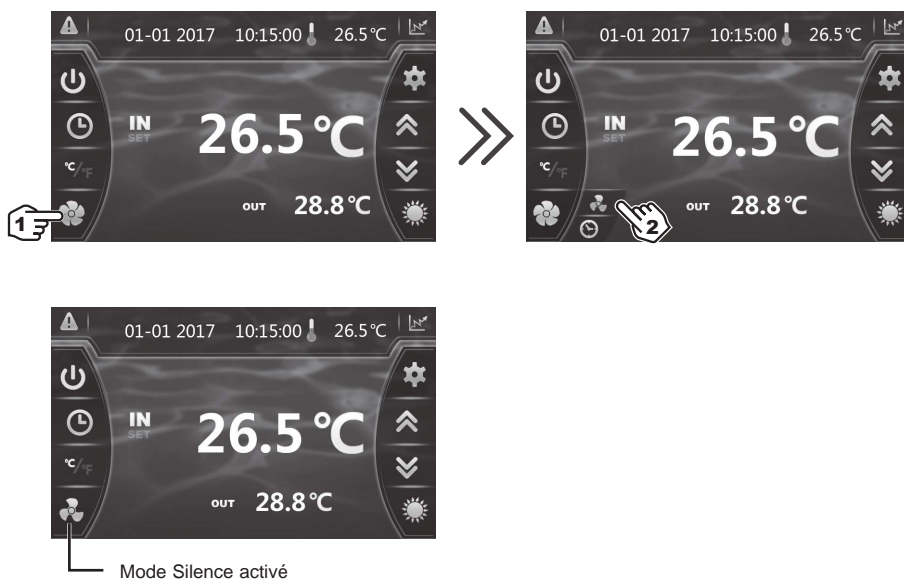 01-01 2017 10:15:00 26.5℃
IN
SET
26.5℃
℃/℉
OUT 28.8℃
1
01-01 2017 10:15:00 26.5℃
IN
SET
26.5℃
℃/℉
OUT 28.8℃
2
01-01 2017 10:15:00 26.5℃
IN
SET
26.5℃
℃/℉
OUT 28.8℃
Mode Silence activé